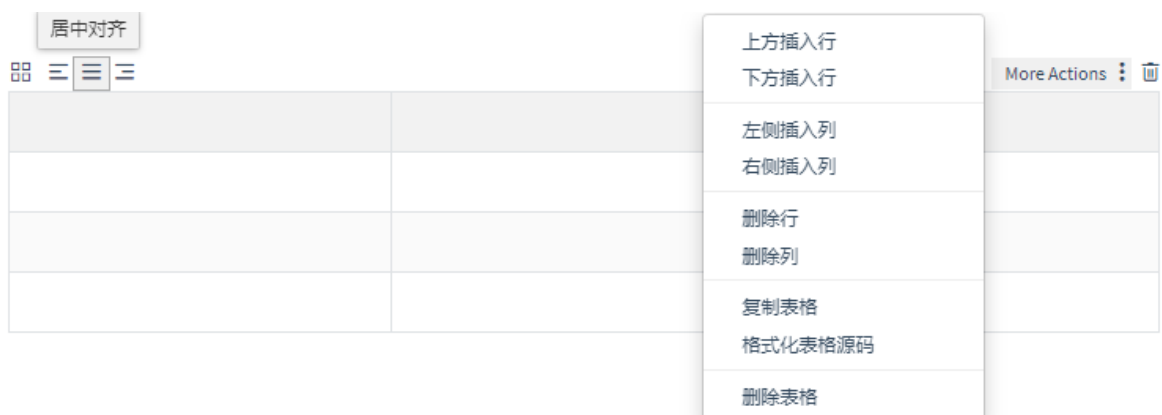 居中对齐
More Actions
上方插入行
下方插入行
左侧插入列
右侧插入列
删除行
删除列
复制表格
格式化表格源码
删除表格